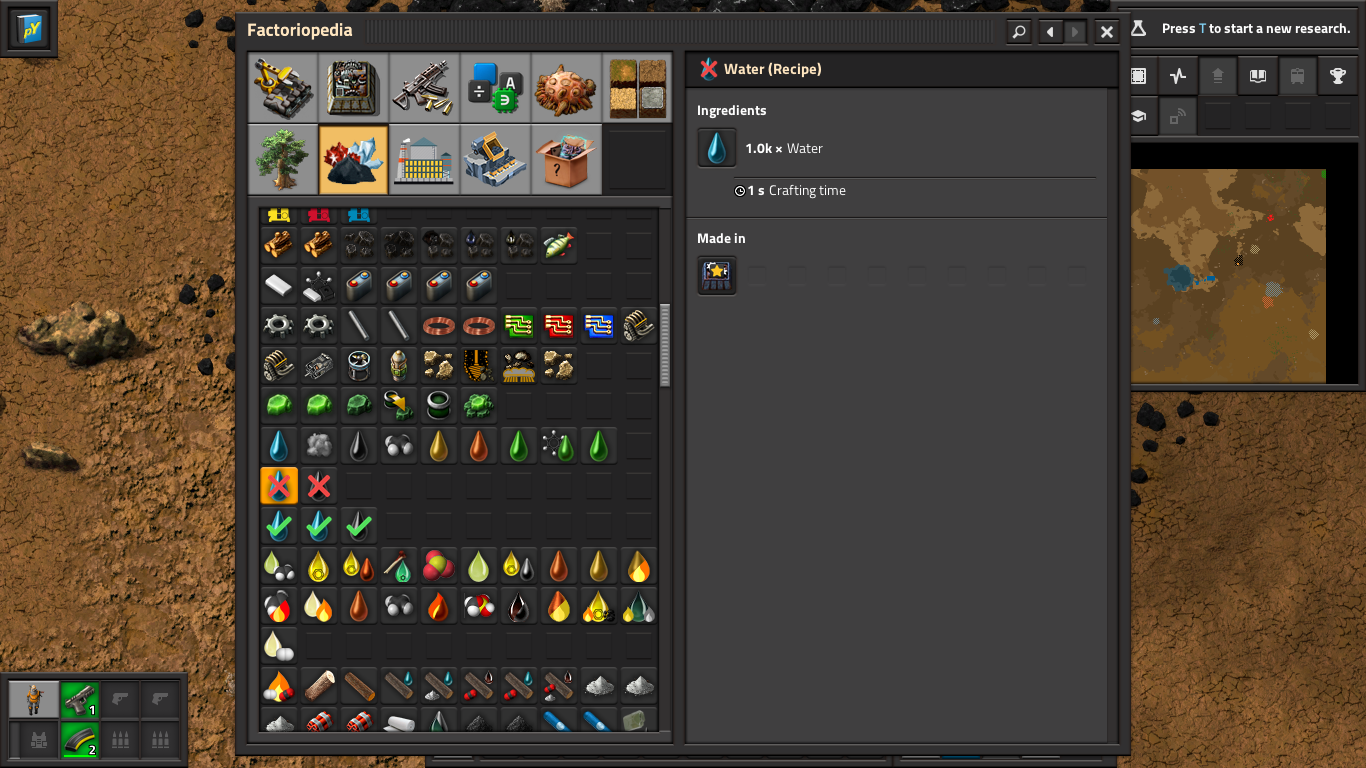 pY
Factoriopedia
Press T to start a new research.
A
?
Water (Recipe)
Ingredients
1.0k × Water
1 s Crafting time
Made in
1
2